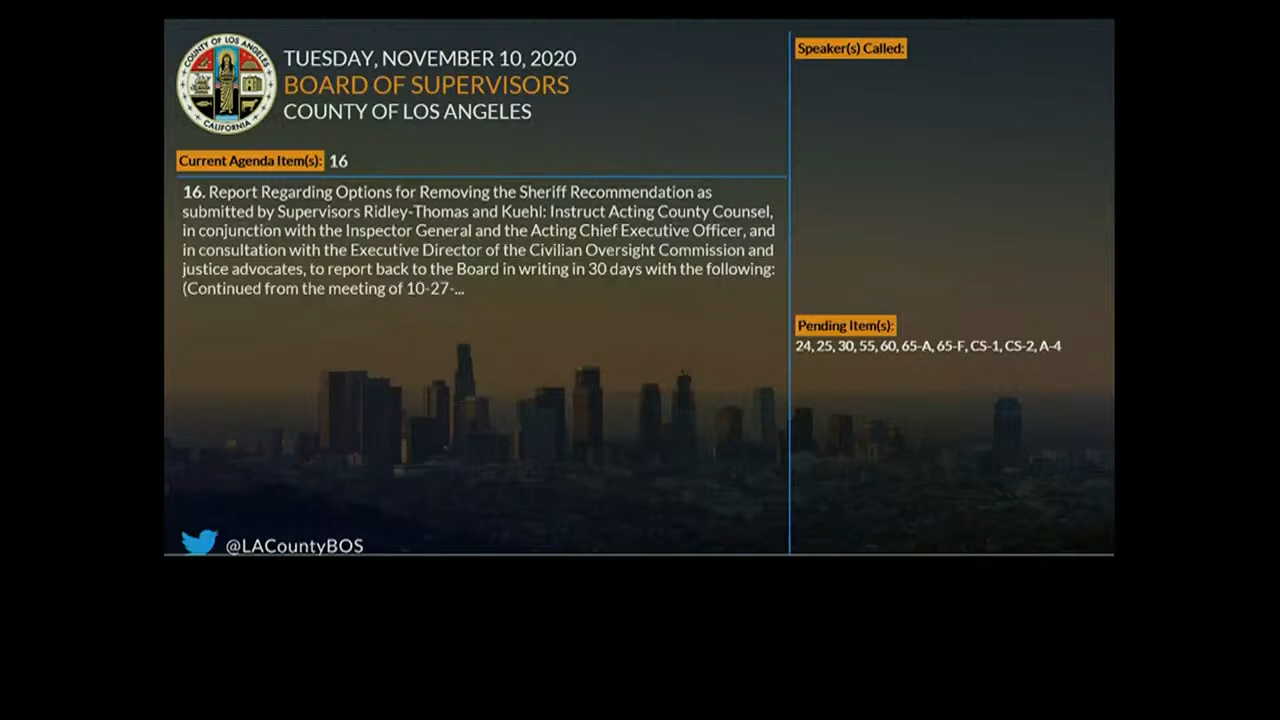 COUNTY OF LOS ANGELES
CALIFORNIA
TUESDAY, NOVEMBER 10, 2020
BOARD OF SUPERVISORS
COUNTY OF LOS ANGELES
Current Agenda Item(s): 16
16. Report Regarding Options for Removing the Sheriff Recommendation as
submitted by Supervisors Ridley-Thomas and Kuehl: Instruct Acting County Counsel,
in conjunction with the Inspector General and the Acting Chief Executive Officer, and
in consultation with the Executive Director of the Civilian Oversight Commission and
justice advocates, to report back to the Board in writing in 30 days with the following:
(Continued from the meeting of 10-27-...
@LACountyBOS
Speaker(s) Called:
Pending Item(s):
24, 25, 30, 55, 60, 65-A, 65-F, CS-1, CS-2, A-4